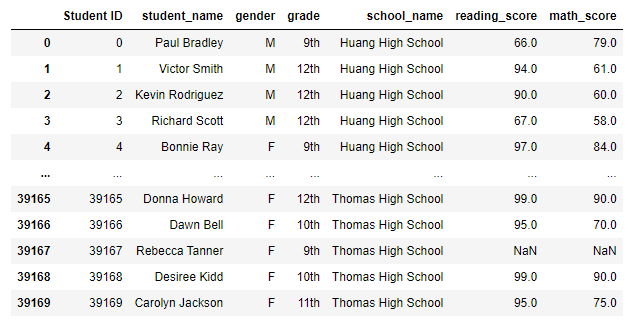 Student ID student_name gender grade school_name reading_score math_score
0 0 Paul Bradley M 9th Huang High School 66.0 79.0
1 1 Victor Smith M 12th Huang High School 94.0 61.0
2 2 Kevin Rodriguez M 12th Huang High School 90.0 60.0
3 3 Richard Scott M 12th Huang High School 67.0 58.0
4 4 Bonnie Ray F 9th Huang High School 97.0 84.0
... ... ... ... ... ... ... ...
39165 39165 Donna Howard F 12th Thomas High School 99.0 90.0
39166 39166 Dawn Bell F 10th Thomas High School 95.0 70.0
39167 39167 Rebecca Tanner F 9th Thomas High School NaN NaN
39168 39168 Desiree Kidd F 10th Thomas High School 99.0 90.0
39169 39169 Carolyn Jackson F 11th Thomas High School 95.0 75.0